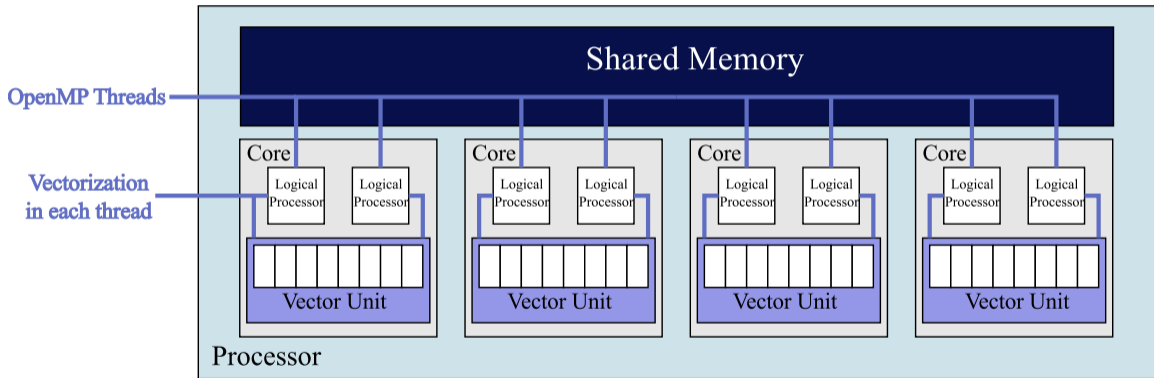 Shared Memory
OpenMP Threads
Core
Core
Core
Core
Logical
Processor
Logical
Processor
Logical
Processor
Logical
Processor
Logical
Processor
Logical
Processor
Logical
Processor
Logical
Processor
Vectorization
in each thread
Vector Unit
Vector Unit
Vector Unit
Vector Unit
Processor